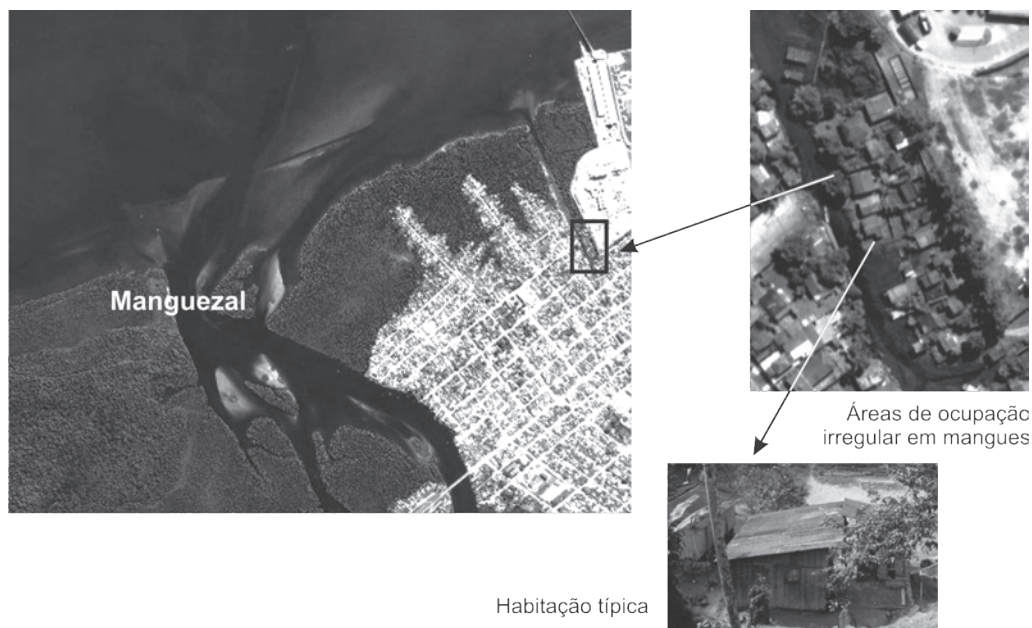 Manguezal
Áreas de ocupação
irregular em mangues
Habitação típica